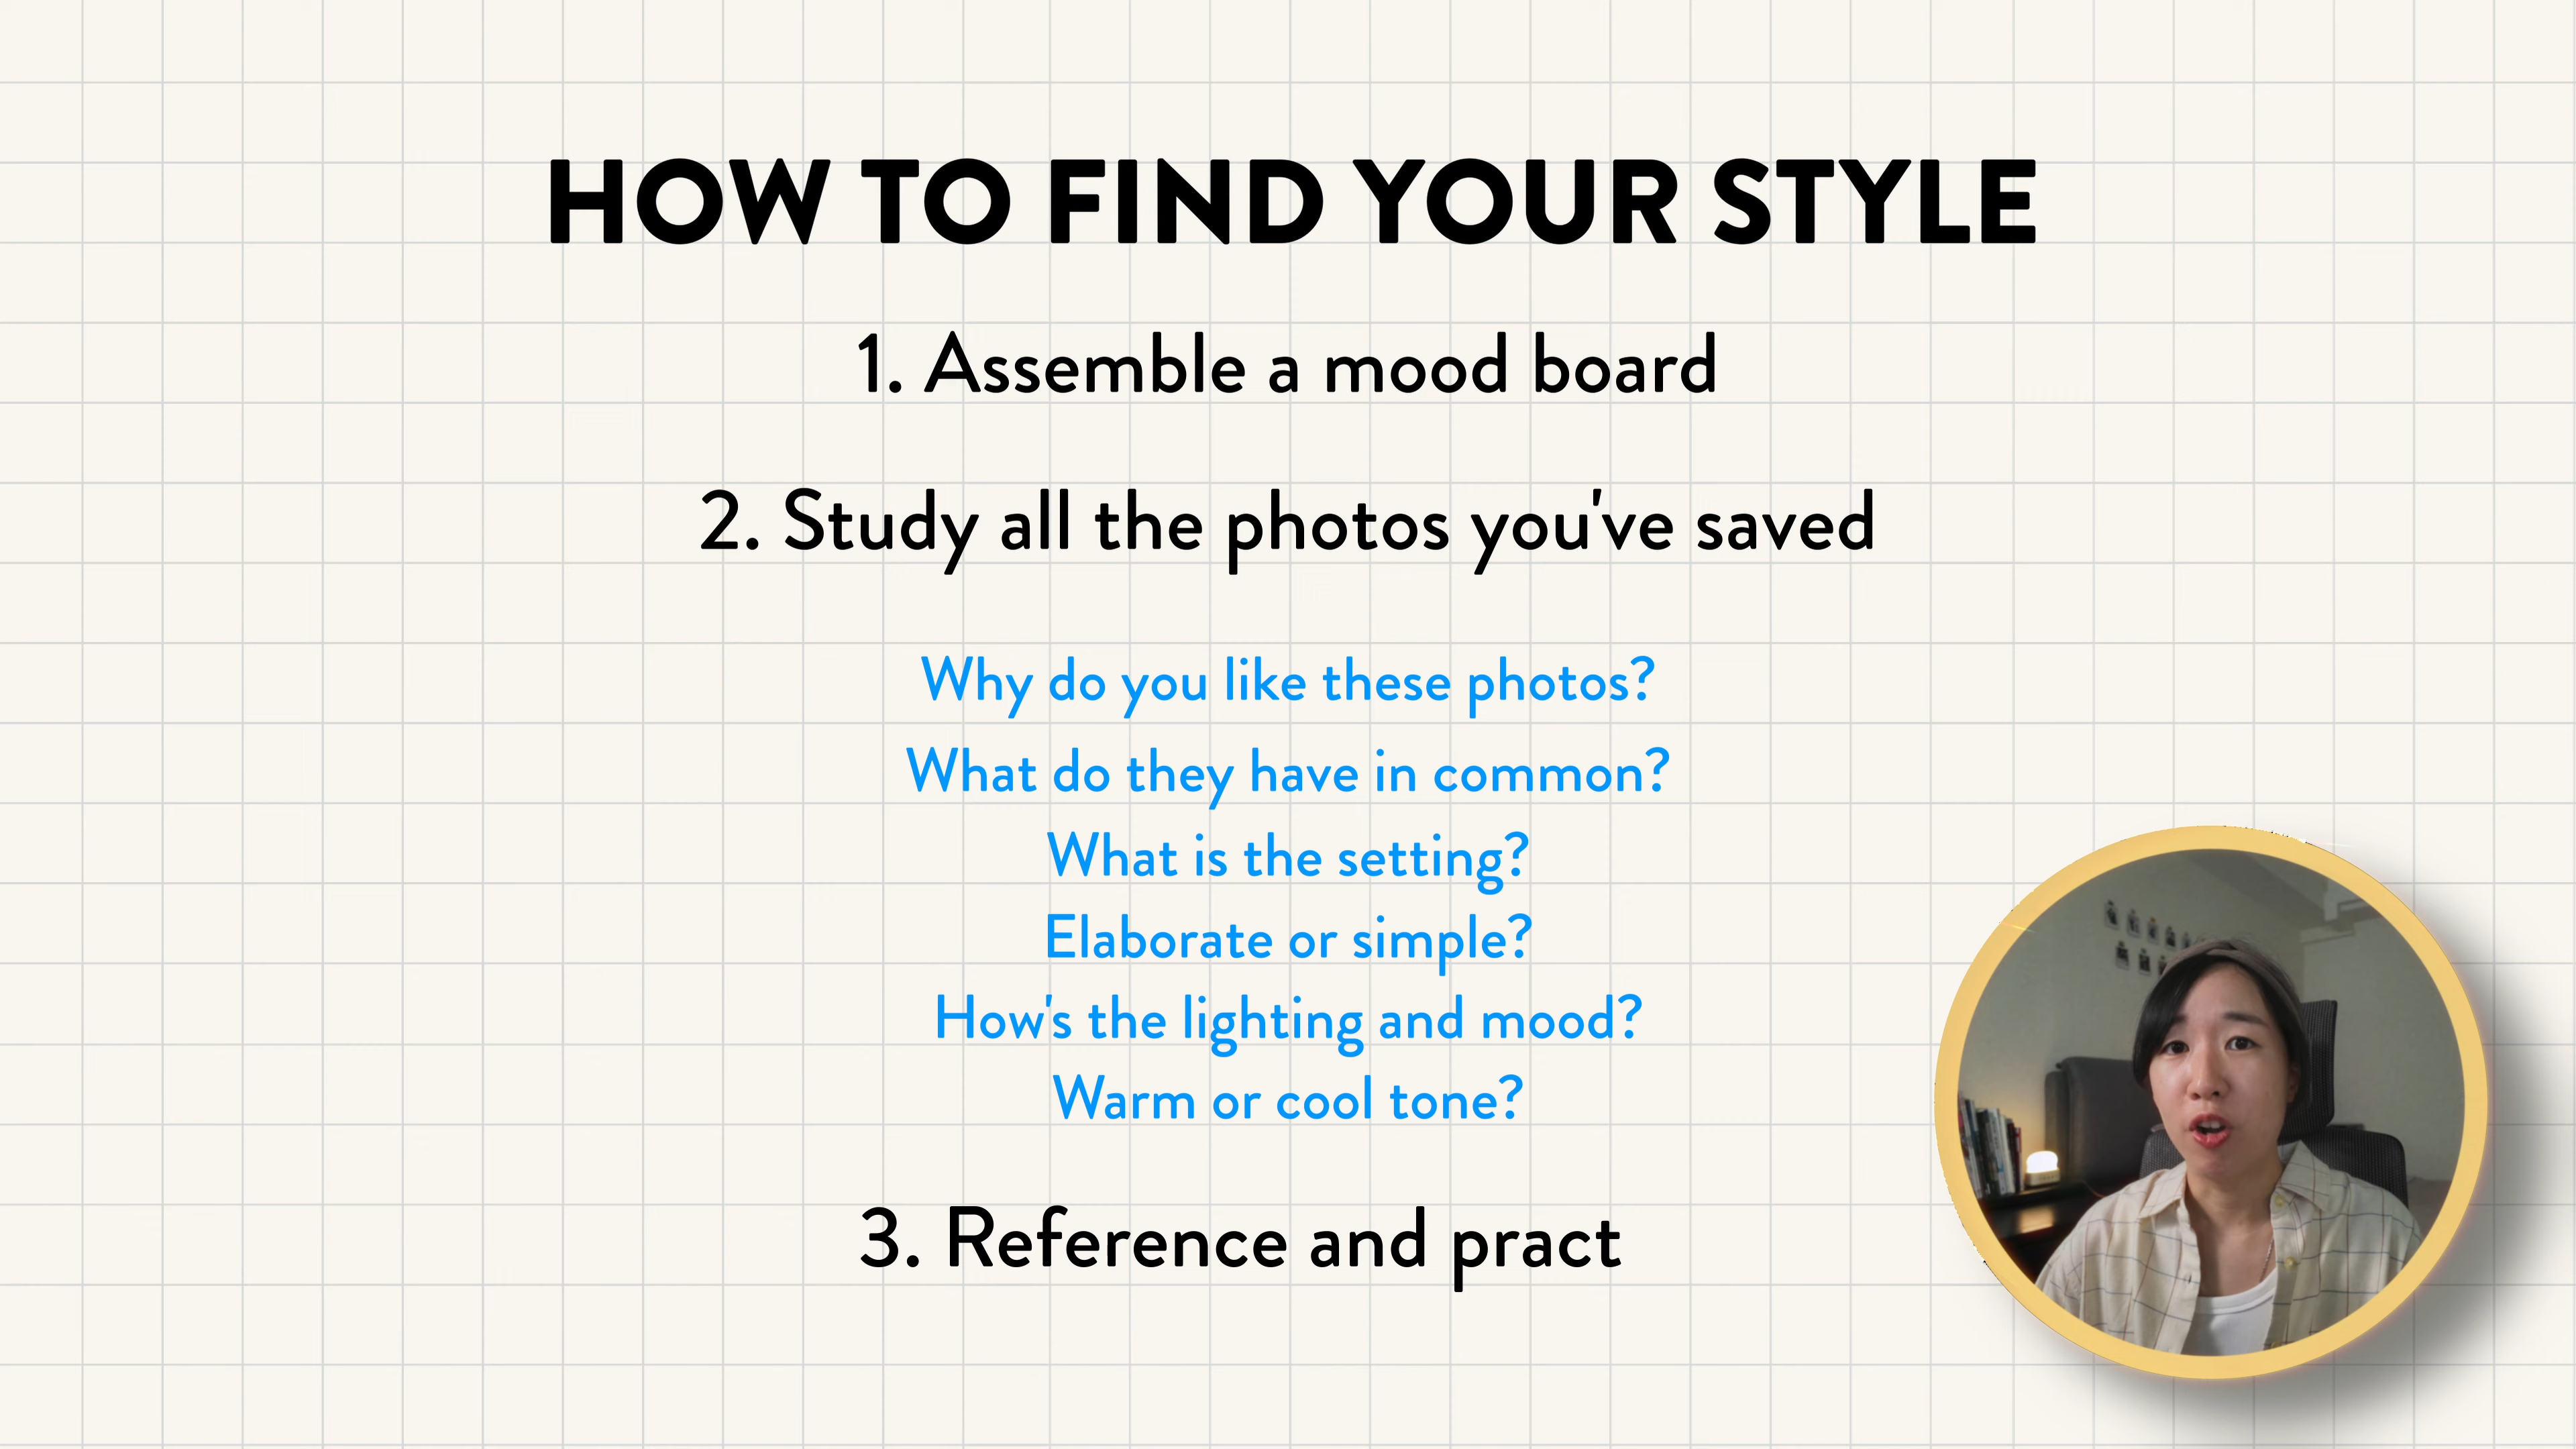 HOW TO FIND YOUR STYLE
1. Assemble a mood board
2. Study all the photos you've saved
Why do you like these photos?
What do they have in common?
What is the setting?
Elaborate or simple?
How's the lighting and mood?
Warm or cool tone?
3. Reference and pract